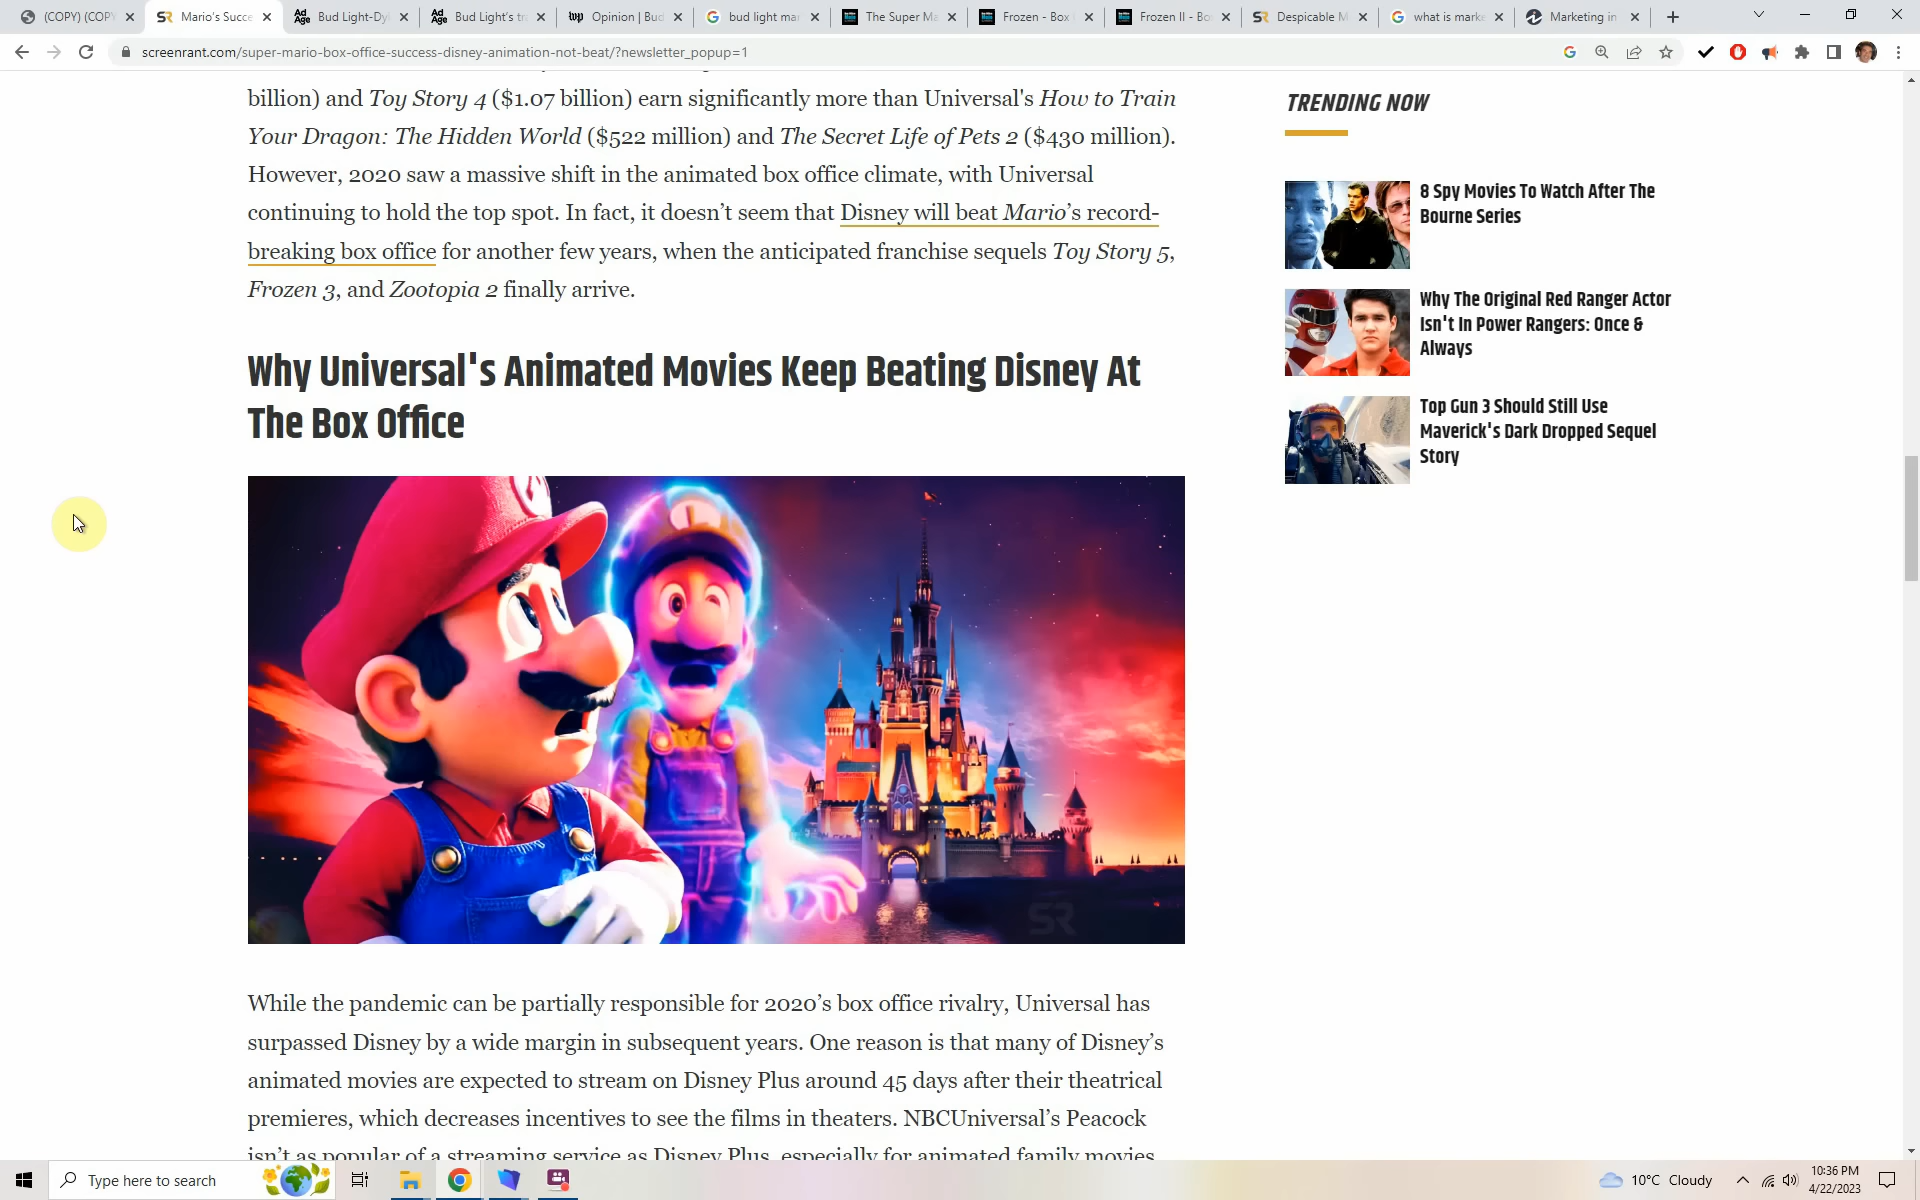 (COPY) (COPY
Mario's Succe
Bud Light-Dy
Bud Light's tr
Opinion | Bud
bud light mar
The Super Ma
Frozen - Box
Frozen II - Bo
Despicable M
what is marke
Marketing in
screenrant.com/super-mario-box-office-success-disney-animation-not-beat/?newsletter_popup=1
billion) and Toy Story 4 ($1.07 billion) earn significantly more than Universal's How to Train
Your Dragon: The Hidden World ($522 million) and The Secret Life of Pets 2 ($430 million).
However, 2020 saw a massive shift in the animated box office climate, with Universal
continuing to hold the top spot. In fact, it doesn't seem that Disney will beat Mario's record-
breaking box office for another few years, when the anticipated franchise sequels Toy Story 5,
Frozen 3, and Zootopia 2 finally arrive.
Why Universal's Animated Movies Keep Beating Disney At
The Box Office
SR
While the pandemic can be partially responsible for 2020's box office rivalry, Universal has
surpassed Disney by a wide margin in subsequent years. One reason is that many of Disney's
animated movies are expected to stream on Disney Plus around 45 days after their theatrical
premieres, which decreases incentives to see the films in theaters. NBCUniversal's Peacock
isn't as popular of a streaming service as Disney Plus, especially for animated family movies,
TRENDING NOW
8 Spy Movies To Watch After The
Bourne Series
Why The Original Red Ranger Actor
Isn't In Power Rangers: Once &
Always
Top Gun 3 Should Still Use
Maverick's Dark Dropped Sequel
Story
Type here to search
10°C Cloudy
10:36 PM
4/22/2023